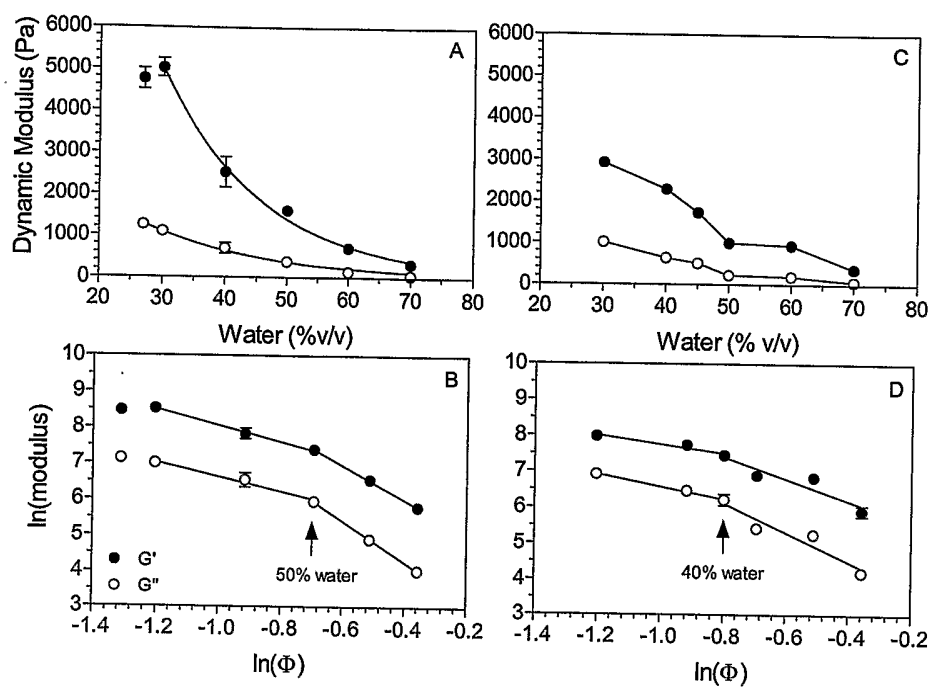 Dynamic Modulus (Pa)
6000
5000
4000
3000
2000
1000
0
A
20 30 40 50 60 70 80
Water (%v/v)
6000
5000
4000
3000
2000
1000
0
C
20 30 40 50 60 70 80
Water (% v/v)
ln(modulus)
10
9
8
7
6
5
4
3
B
50% water
G'
G"
-1.4 -1.2 -1.0 -0.8 -0.6 -0.4 -0.2
ln(Φ)
10
9
8
7
6
5
4
3
D
40% water
-1.4 -1.2 -1.0 -0.8 -0.6 -0.4 -0.2
ln(Φ)